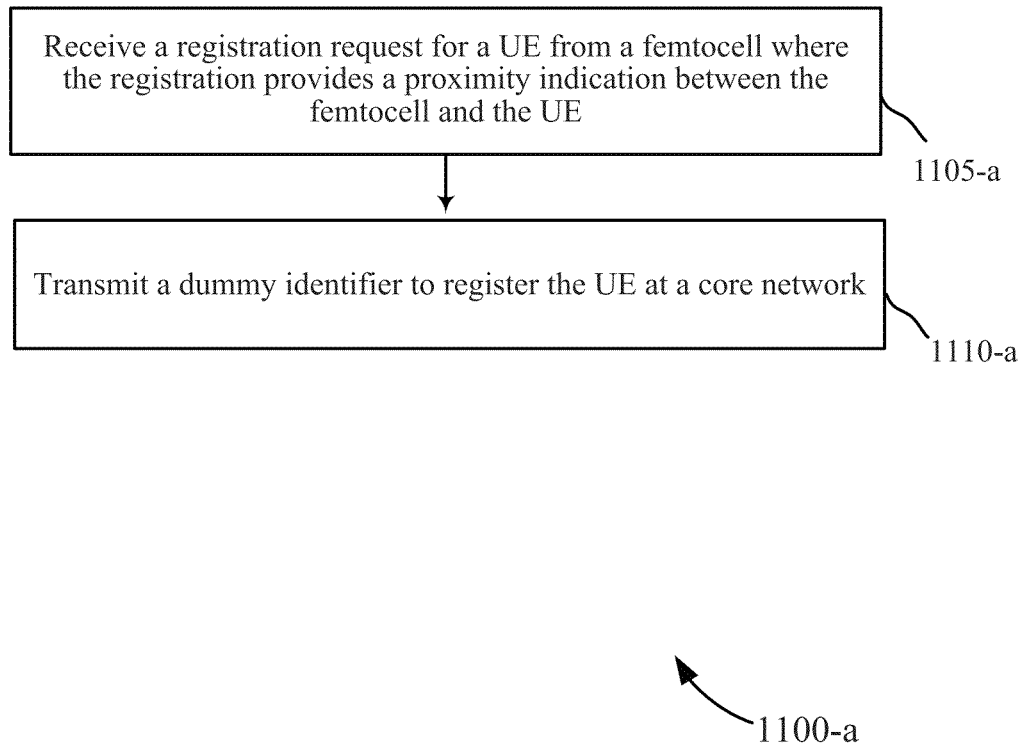 Receive a registration request for a UE from a femtocell where
the registration provides a proximity indication between the
femtocell and the UE
1105-a
Transmit a dummy identifier to register the UE at a core network
1110-a
1100-a